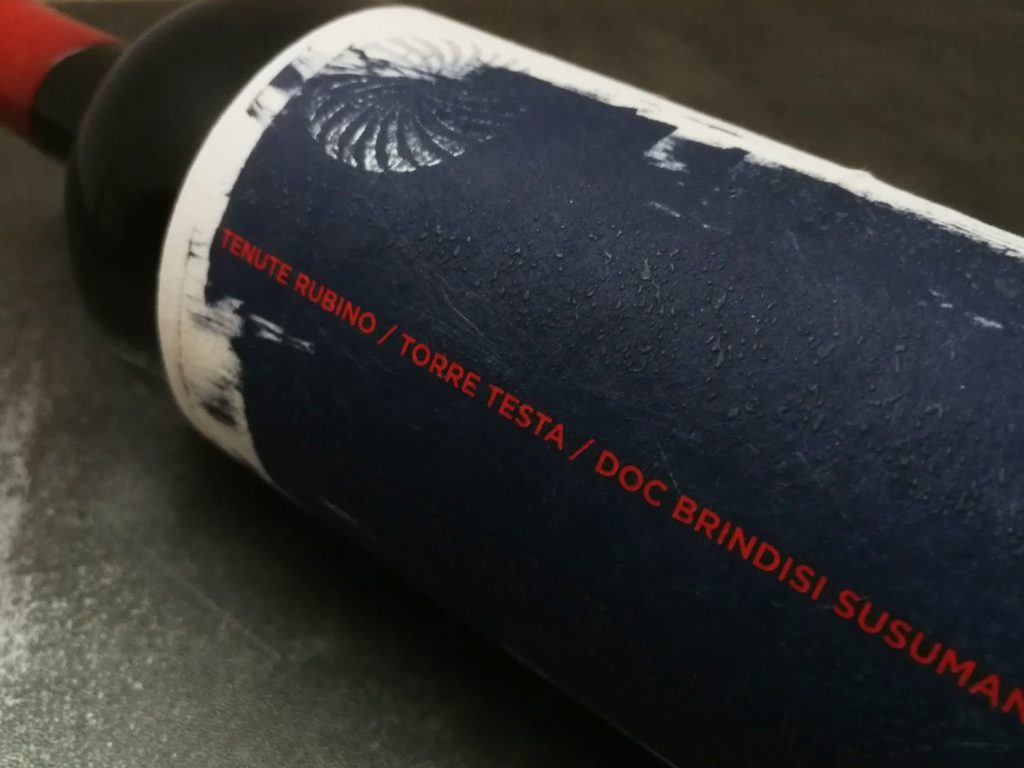 TENUTE RUBINO / TORRE TESTA / DOC BRINDISI SUSUMAN